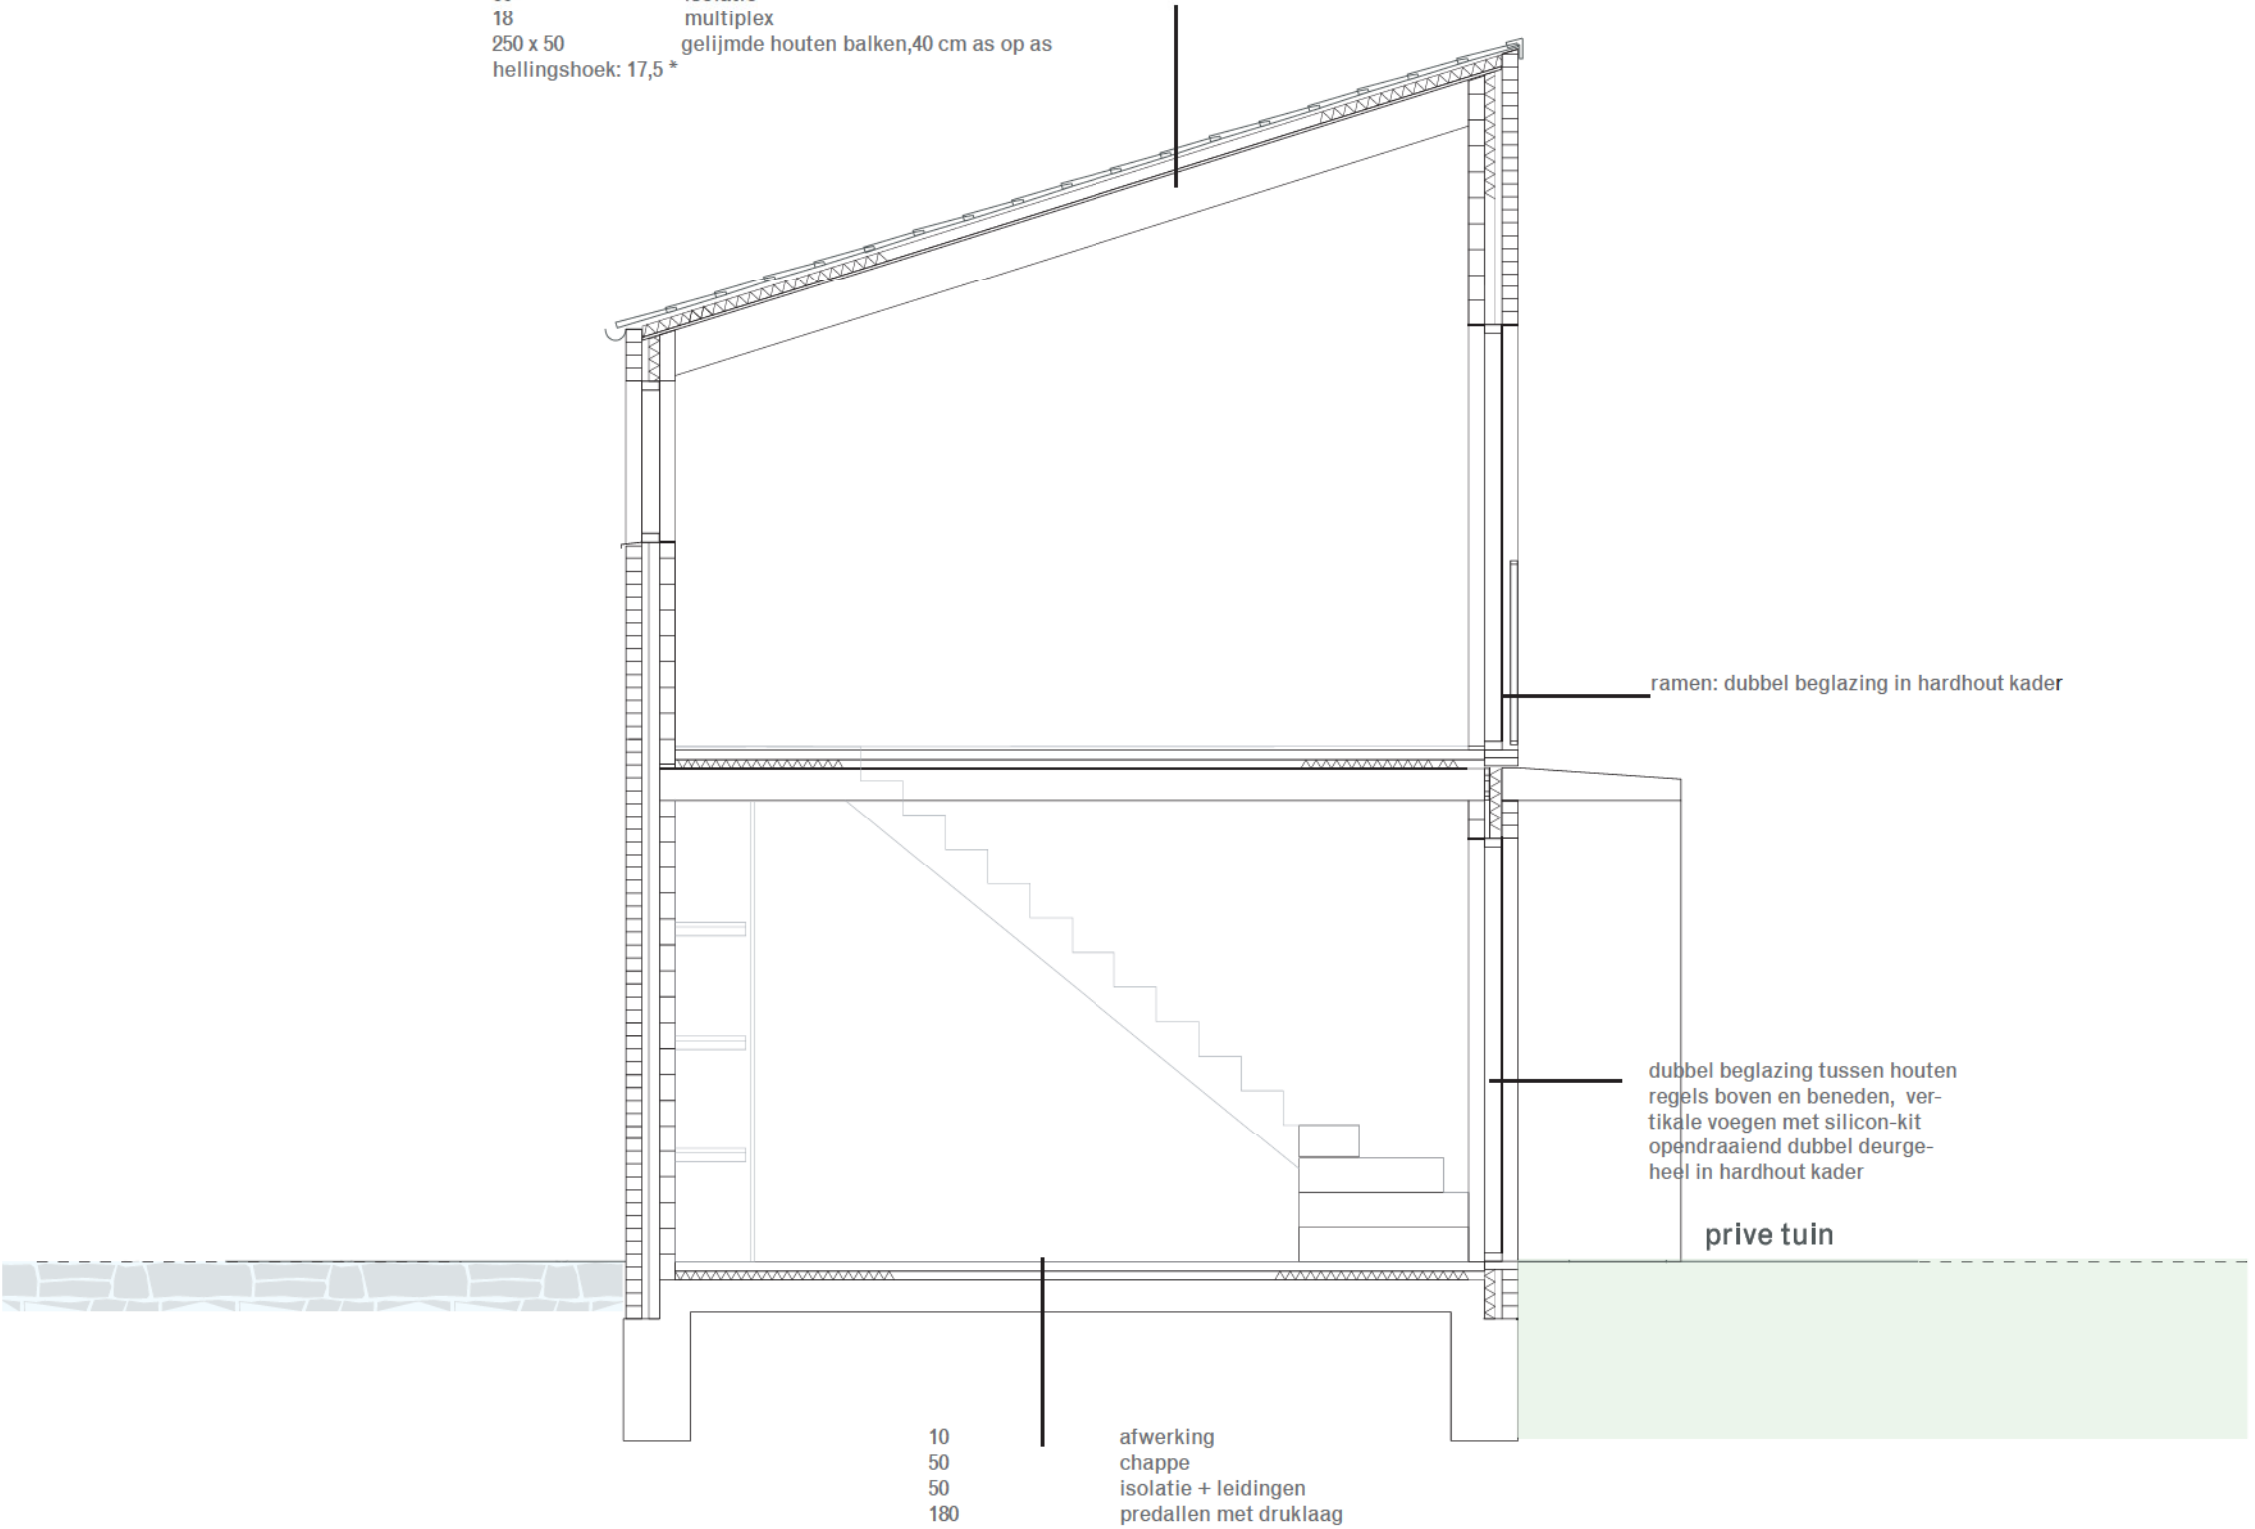 18 multiplex
250 x 50 gelijmde houten balken,40 cm as op as
hellingshoek: 17,5 *
ramen: dubbel beglazing in hardhout kader
dubbel beglazing tussen houten
regels boven en beneden, ver-
tikale voegen met silicon-kit
opendraaiend dubbel deurge-
heel in hardhout kader
prive tuin
10 afwerking
50 chappe
50 isolatie + leidingen
180 predallen met druklaag